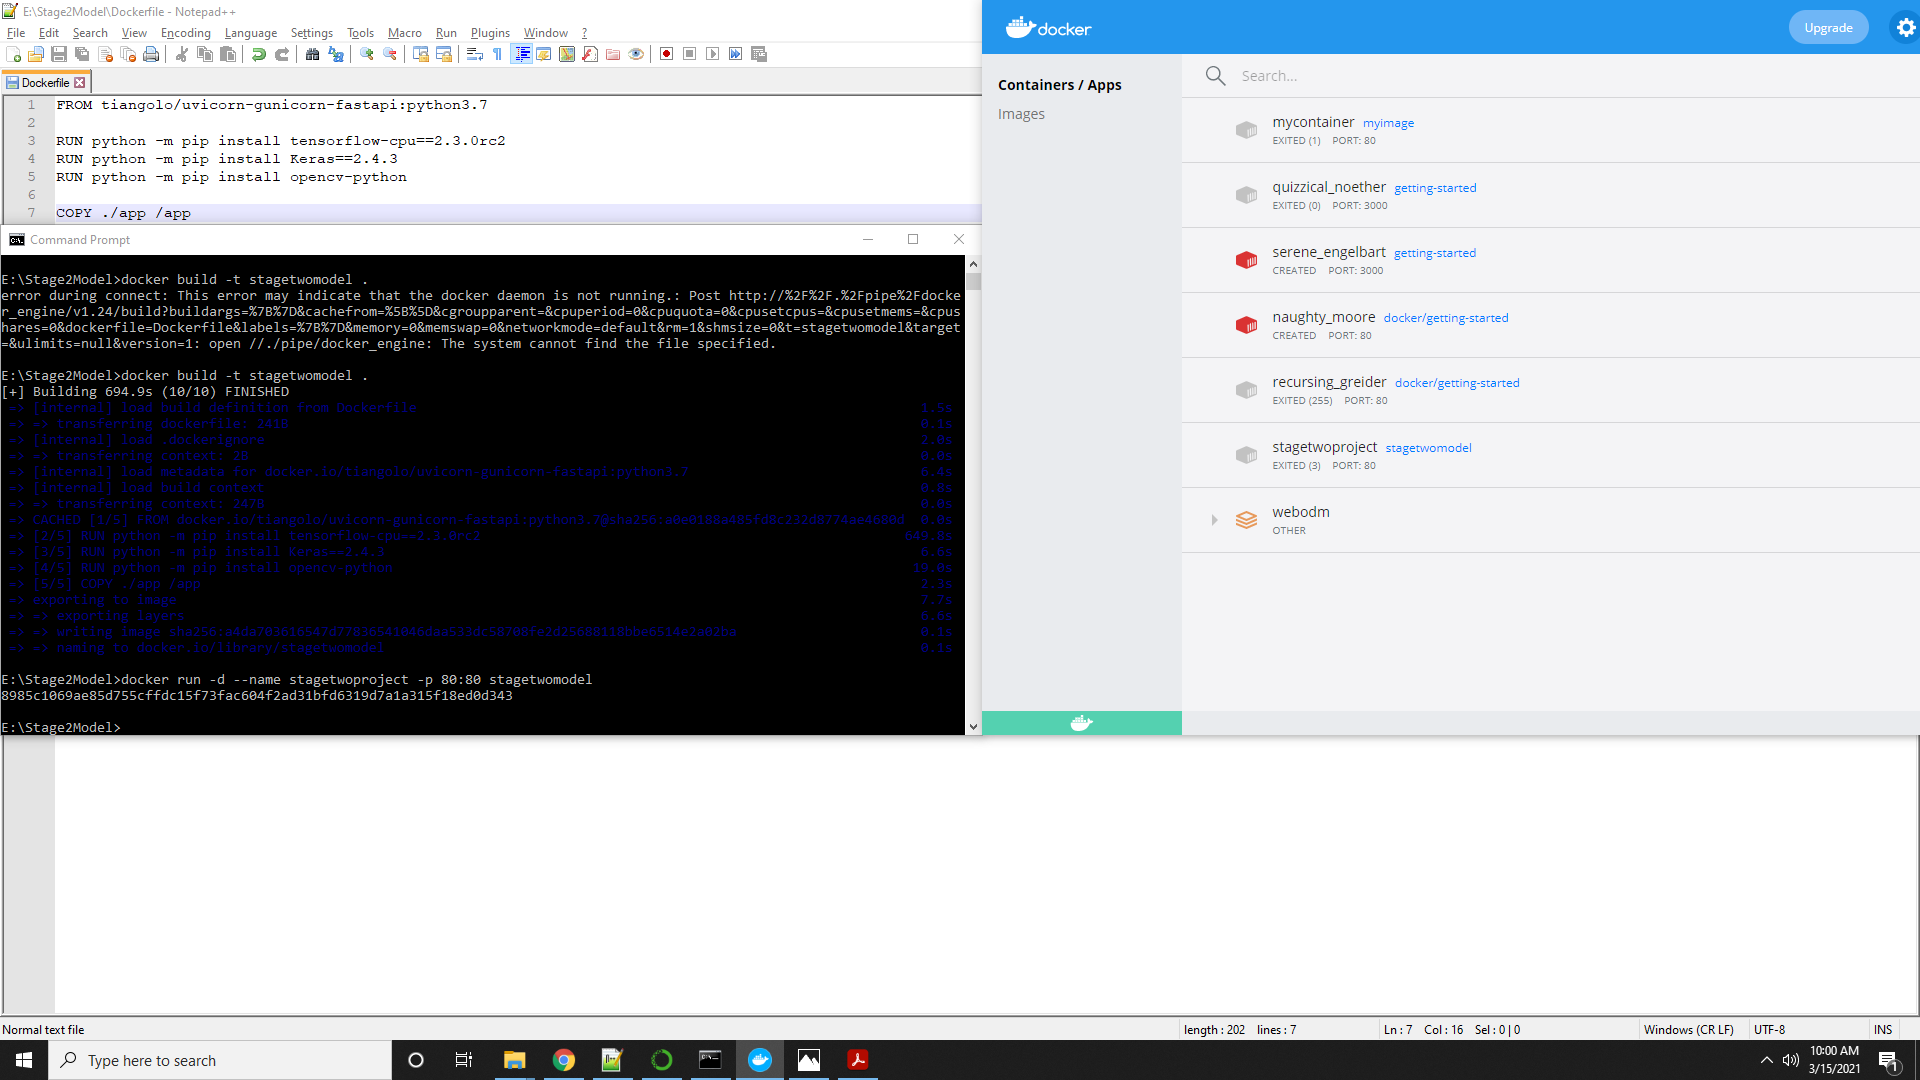 E:\Stage2Model\Dockerfile - Notepad++
File Edit Search View Encoding Language Settings Tools Macro Run Plugins Window ?
Dockerfile
1 FROM tiangolo/uvicorn-gunicorn-fastapi:python3.7
2
3 RUN python -m pip install tensorflow-cpu==2.3.0rc2
4 RUN python -m pip install Keras==2.4.3
5 RUN python -m pip install opencv-python
6
7 COPY ./app /app
Command Prompt
E:\Stage2Model>docker build -t stagetwomodel .
error during connect: This error may indicate that the docker daemon is not running.: Post http://%2F%2F.%2Fpipe%2Fdocke
r_engine/v1.24/build?buildargs=%7B%7D&cachefrom=%5B%5D&cgroupparent=&cpuperiod=0&cpuquota=0&cpusetcpus=&cpusetmems=&cpus
hares=0&dockerfile=Dockerfile&labels=%7B%7D&memory=0&memswap=0&networkmode=default&rm=1&shmsize=0&t=stagetwomodel&target
=&ulimits=null&version=1: open //./pipe/docker_engine: The system cannot find the file specified.
E:\Stage2Model>docker build -t stagetwomodel .
[+] Building 694.9s (10/10) FINISHED
=> [internal] load build definition from Dockerfile 1.5s
=> => transferring dockerfile: 241B 0.1s
=> [internal] load .dockerignore 2.0s
=> => transferring context: 2B 0.0s
=> [internal] load metadata for docker.io/tiangolo/uvicorn-gunicorn-fastapi:python3.7 6.4s
=> [internal] load build context 0.8s
=> => transferring context: 247B 0.0s
=> CACHED [1/5] FROM docker.io/tiangolo/uvicorn-gunicorn-fastapi:python3.7 0.0s
=> [2/5] RUN python -m pip install tensorflow-cpu==2.3.0rc2 649.8s
=> [3/5] RUN python -m pip install Keras==2.4.3 6.6s
=> [4/5] RUN python -m pip install opencv-python 19.0s
=> [5/5] COPY ./app /app 2.3s
=> exporting to image 7.7s
=> => exporting layers 6.6s
=> => writing image 0.1s
=> => naming to docker.io/library/stagetwomodel 0.1s
E:\Stage2Model>docker run -d --name stagetwoproject -p 80:80 stagetwomodel
8985c1069ae85d755cffdc15f73fac604f2ad31bfd6319d7a1a315f18ed0d343
E:\Stage2Model>
docker
Upgrade
Containers / Apps
Images
Search...
mycontainer myimage
EXITED (1) PORT: 80
quizzical_noether getting-started
EXITED (0) PORT: 3000
serene_engelbart getting-started
CREATED PORT: 3000
naughty_moore docker/getting-started
CREATED PORT: 80
recursing_greider docker/getting-started
EXITED (255) PORT: 80
stagetwoproject stagetwomodel
EXITED (3) PORT: 80
webodm
OTHER
Normal text file length : 202 lines : 7 Ln : 7 Col : 16 Sel : 0 | 0 Windows (CR LF) UTF-8 INS
Type here to search
10:00 AM
3/15/2021
1